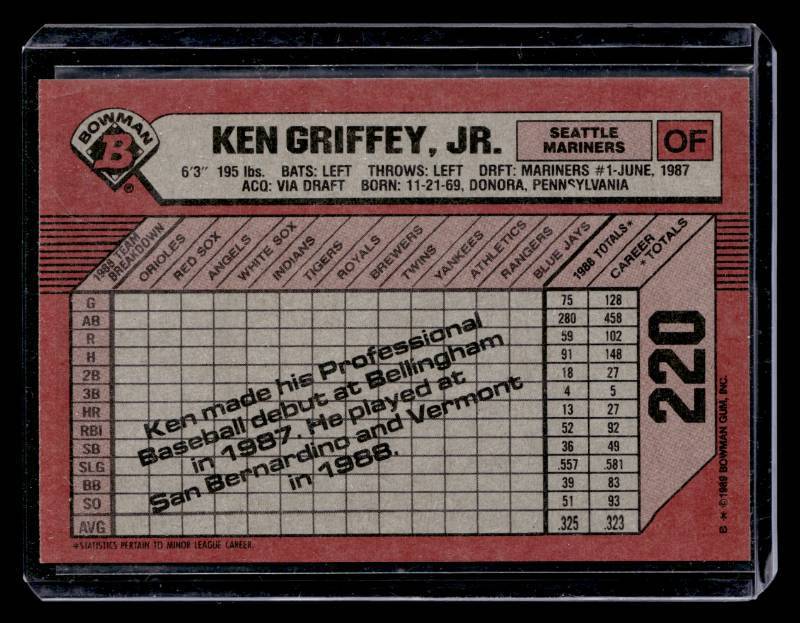 BOWMAN
B
®
KEN GRIFFEY, JR.
SEATTLE
MARINERS
OF
6'3" 195 lbs. BATS: LEFT THROWS: LEFT DRFT: MARINERS #1-JUNE, 1987
ACQ: VIA DRAFT BORN: 11-21-69, DONORA, PENNSYLVANIA
1988 TEAM BREAKDOWN ORIOLES RED SOX ANGELS WHITE SOX INDIANS TIGERS ROYALS BREWERS TWINS YANKEES ATHLETICS RANGERS BLUE JAYS 1988 TOTALS* CAREER TOTALS *
G 75 128
AB 280 458
R 59 102
H 91 148
2B 18 27
3B 4 5
HR 13 27
RBI 52 92
SB 36 49
SLG .557 .581
BB 39 83
SO 51 93
AVG .325 .323
Ken made his Professional
Baseball debut at Bellingham
in 1987. He played at
San Bernardino and Vermont
in 1988.
220
B * ©1989 BOWMAN GUM, INC.
*STATISTICS PERTAIN TO MINOR LEAGUE CAREER.